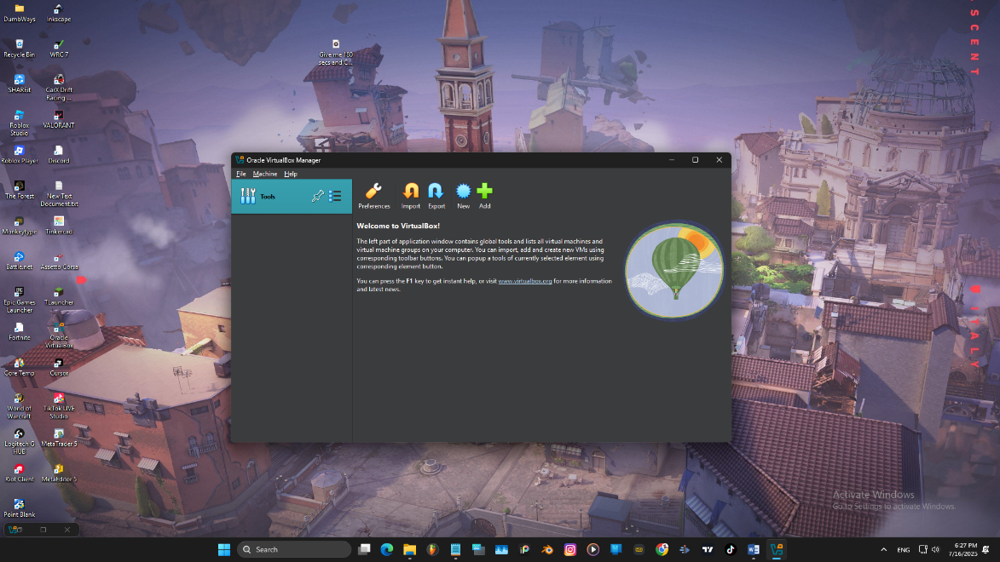 DumbWays
Inkscape
Recycle Bin
WRC 7
SHAREit
CarX Drift
Racing ...
Roblox
Studio
VALORANT
Roblox Player
Discord
The Forest
New Text
Document.txt
Monkeytype
Tinkercad
Battle.net
Assetto Corsa
Epic Games
Launcher
TLauncher
Fortnite
Oracle
VirtualBox
Core Temp
Cursor
World of
Warcraft
TikTok LIVE
Studio
Logitech G
HUB
MetaTrader 5
Riot Client
MetaEditor 5
Point Blank
Give me 180
secs and C...
ASCENT
ITALY
Oracle VirtualBox Manager
File Machine Help
Tools
Preferences Import Export New Add
Welcome to VirtualBox!
The left part of application window contains global tools and lists all virtual machines and
virtual machine groups on your computer. You can import, add and create new VMs using
corresponding toolbar buttons. You can popup a tools of currently selected element using
corresponding element button.
You can press the F1 key to get instant help, or visit www.virtualbox.org for more information
and latest news.
Activate Windows
Go to Settings to activate Windows.
Search
ENG
6:27 PM
7/16/2025